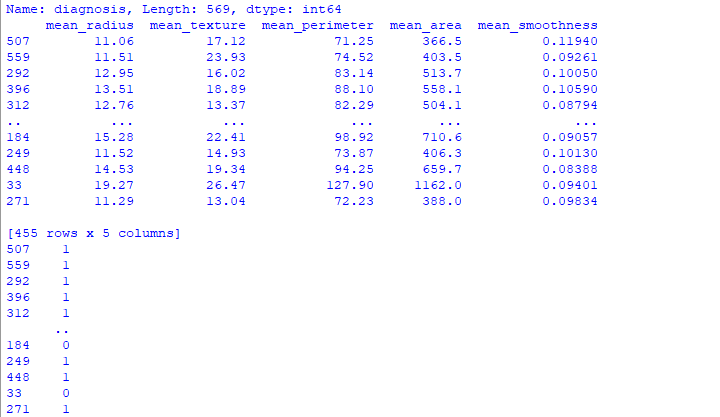 Name: diagnosis, Length: 569, dtype: int64
     mean_radius  mean_texture  mean_perimeter  mean_area  mean_smoothness
507        11.06         17.12           71.25      366.5          0.11940
559        11.51         23.93           74.52      403.5          0.09261
292        12.95         16.02           83.14      513.7          0.10050
396        13.51         18.89           88.10      558.1          0.10590
312        12.76         13.37           82.29      504.1          0.08794
..           ...           ...             ...        ...              ...
184        15.28         22.41           98.92      710.6          0.09057
249        11.52         14.93           73.87      406.3          0.10130
448        14.53         19.34           94.25      659.7          0.08388
33         19.27         26.47          127.90     1162.0          0.09401
271        11.29         13.04           72.23      388.0          0.09834
[455 rows x 5 columns]
507    1
559    1
292    1
396    1
312    1
      ..
184    0
249    1
448    1
33     0
271    1